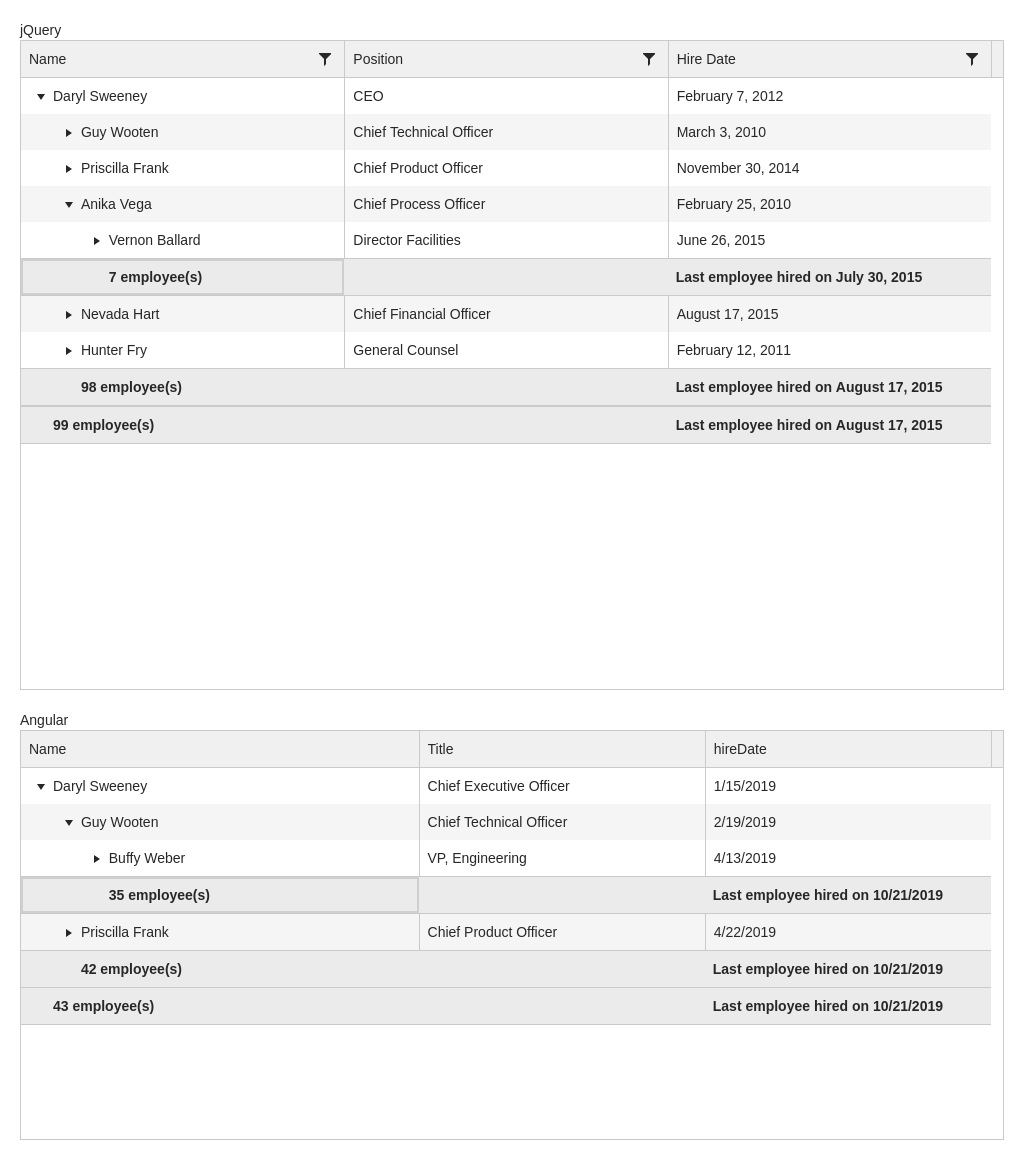 jQuery
Name Position Hire Date
Daryl Sweeney CEO February 7, 2012
Guy Wooten Chief Technical Officer March 3, 2010
Priscilla Frank Chief Product Officer November 30, 2014
Anika Vega Chief Process Officer February 25, 2010
Vernon Ballard Director Facilities June 26, 2015
7 employee(s) Last employee hired on July 30, 2015
Nevada Hart Chief Financial Officer August 17, 2015
Hunter Fry General Counsel February 12, 2011
98 employee(s) Last employee hired on August 17, 2015
99 employee(s) Last employee hired on August 17, 2015
Angular
Name Title hireDate
Daryl Sweeney Chief Executive Officer 1/15/2019
Guy Wooten Chief Technical Officer 2/19/2019
Buffy Weber VP, Engineering 4/13/2019
35 employee(s) Last employee hired on 10/21/2019
Priscilla Frank Chief Product Officer 4/22/2019
42 employee(s) Last employee hired on 10/21/2019
43 employee(s) Last employee hired on 10/21/2019